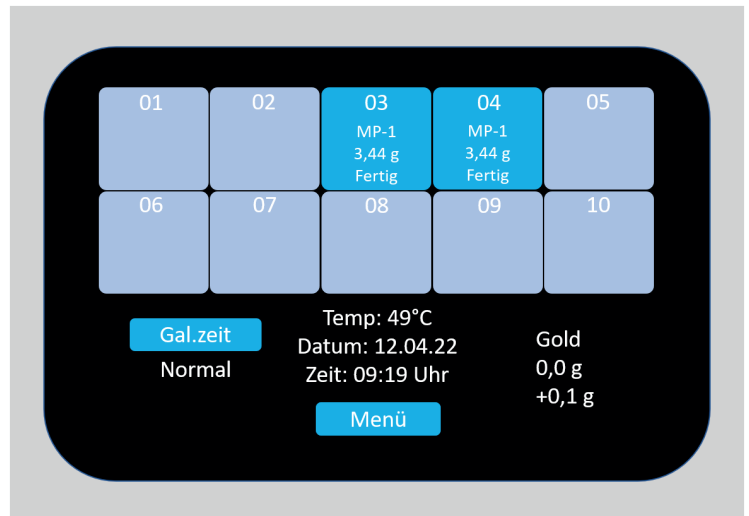 01 02 03 04 05
MP-1 MP-1
3,44 g 3,44 g
Fertig Fertig
06 07 08 09 10
Gal.zeit
Normal
Temp: 49°C
Datum: 12.04.22
Zeit: 09:19 Uhr
Menü
Gold
0,0 g
+0,1 g